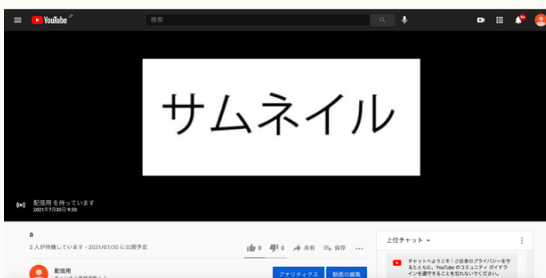 YouTube JP
検索
サムネイル
配信用 を待っています
2021年7月30日 9:50
a
2 人が待機しています・2021/07/30 に公開予定
0
0
共有
保存
上位チャット
チャットへようこそ！ご自身のプライバシーを守
るとともに、YouTube のコミュニティ ガイドラ
インを遵守することを忘れないでください。
配信用
アナリティクス
動画の編集